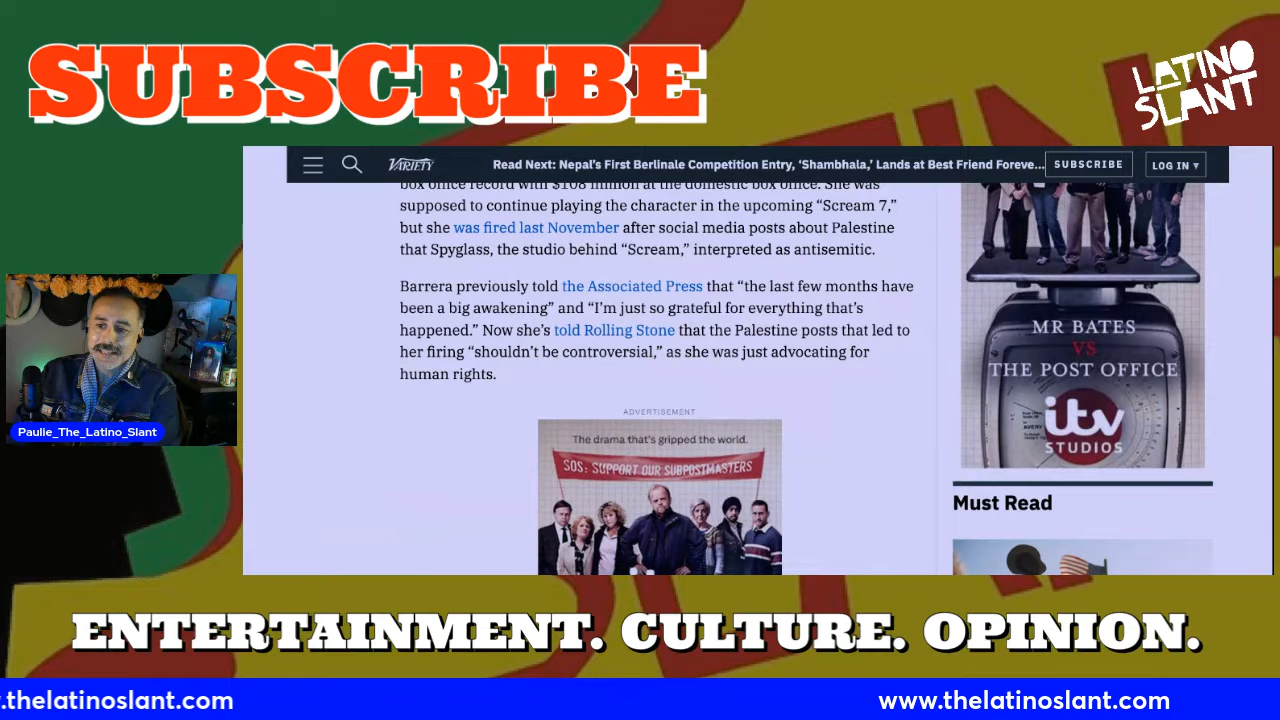 SUBSCRIBE
LATINO
SLANT
VARIETY
Read Next: Nepal's First Berlinale Competition Entry, ‘Shambhala,’ Lands at Best Friend Foreve...
SUBSCRIBE
LOG IN ▾
box office record with $108 million at the domestic box office. She was
supposed to continue playing the character in the upcoming “Scream 7,”
but she was fired last November after social media posts about Palestine
that Spyglass, the studio behind “Scream,” interpreted as antisemitic.
Barrera previously told the Associated Press that “the last few months have
been a big awakening” and “I’m just so grateful for everything that’s
happened.” Now she’s told Rolling Stone that the Palestine posts that led to
her firing “shouldn’t be controversial,” as she was just advocating for
human rights.
ADVERTISEMENT
The drama that's gripped the world.
SOS: SUPPORT OUR SUBPOSTMASTERS
MR BATES
VS
THE POST OFFICE
itv
STUDIOS
Must Read
Paulie_The_Latino_Slant
ENTERTAINMENT. CULTURE. OPINION.
.thelatinoslant.com
www.thelatinoslant.com